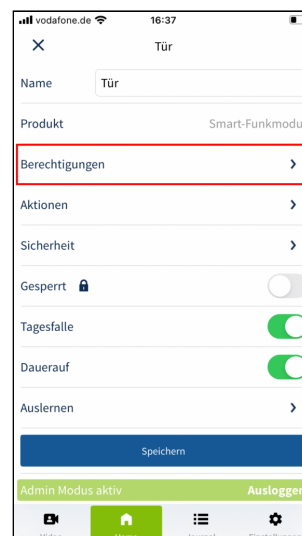 vodafone.de 16:37
Tür
Name Tür
Produkt Smart-Funkmodu
Berechtigungen
Aktionen
Sicherheit
Gesperrt
Tagesfalle
Dauerauf
Auslernen
Speichern
Admin Modus aktiv Auslogger
Video Home Journal Einstellungen